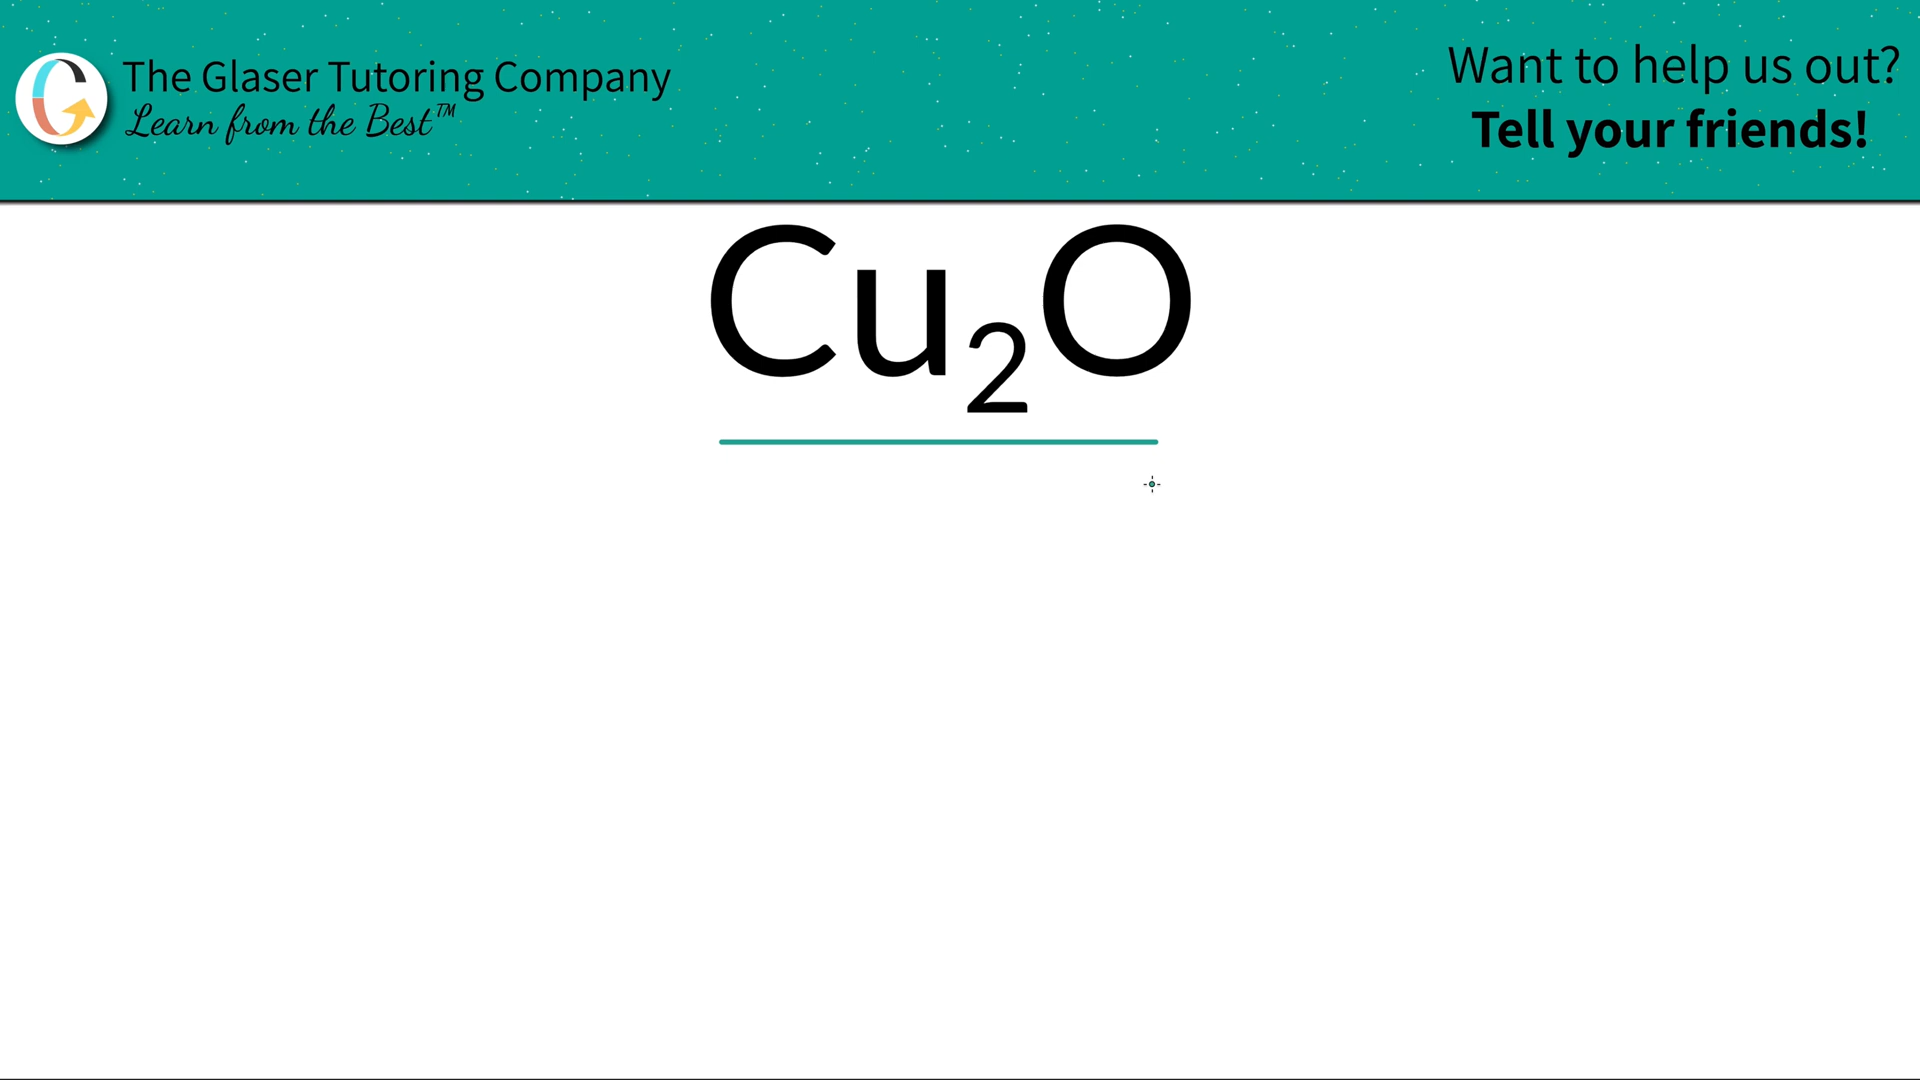 The Glaser Tutoring Company
Learn from the Best™
Want to help us out?
Tell your friends!
Cu₂O